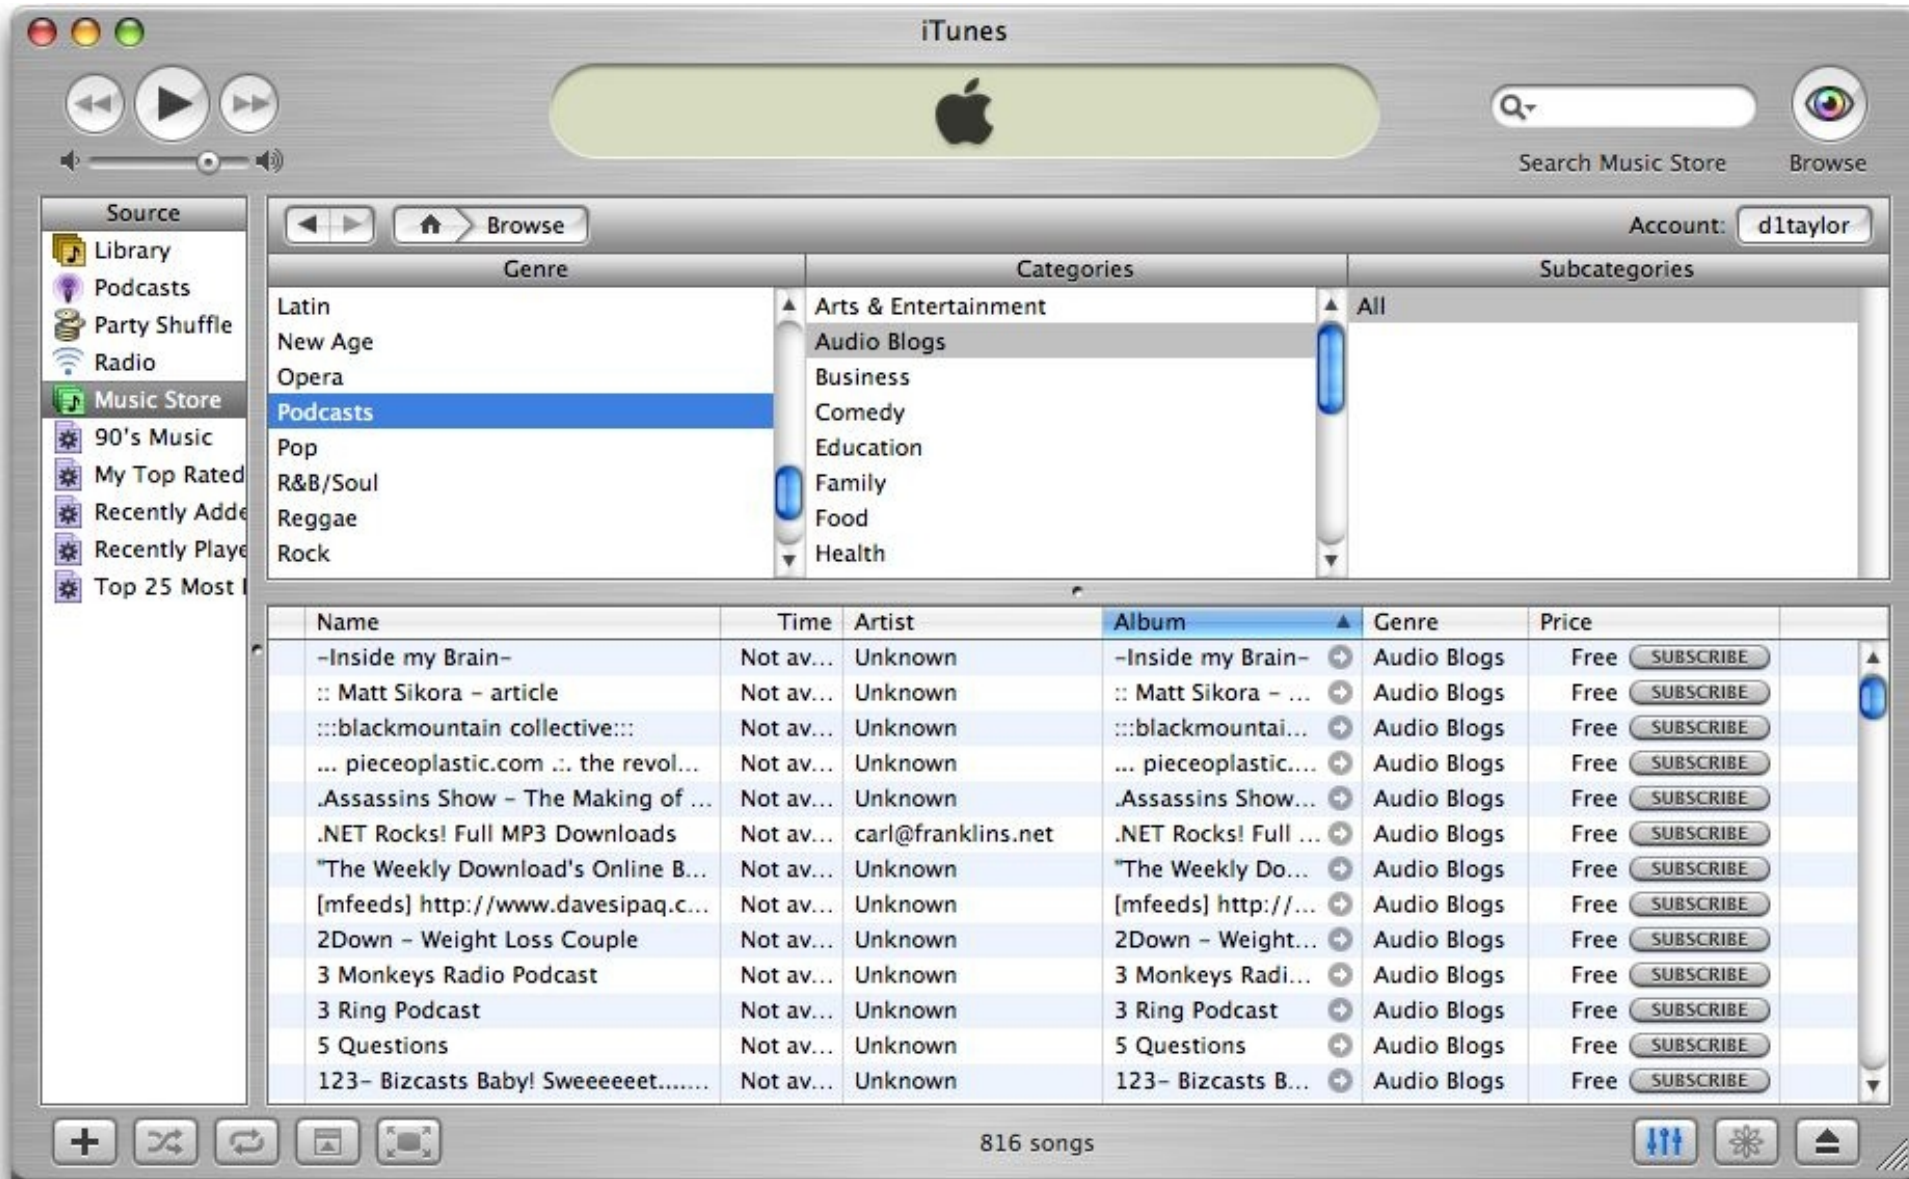 iTunes
Search Music Store
Browse
Source
Library
Podcasts
Party Shuffle
Radio
Music Store
90's Music
My Top Rated
Recently Adde
Recently Playe
Top 25 Most
Browse
Account: d1taylor
Genre
Categories
Subcategories
Latin
New Age
Opera
Podcasts
Pop
R&B/Soul
Reggae
Rock
Arts & Entertainment
Audio Blogs
Business
Comedy
Education
Family
Food
Health
All
Name Time Artist Album Genre Price
-Inside my Brain- Not av... Unknown -Inside my Brain- Audio Blogs Free SUBSCRIBE
:: Matt Sikora – article Not av... Unknown :: Matt Sikora – ... Audio Blogs Free SUBSCRIBE
:::blackmountain collective::: Not av... Unknown :::blackmountai... Audio Blogs Free SUBSCRIBE
... pieceoplastic.com .:. the revol... Not av... Unknown ... pieceoplastic.... Audio Blogs Free SUBSCRIBE
.Assassins Show – The Making of ... Not av... Unknown .Assassins Show... Audio Blogs Free SUBSCRIBE
.NET Rocks! Full MP3 Downloads Not av... carl@franklins.net .NET Rocks! Full ... Audio Blogs Free SUBSCRIBE
"The Weekly Download's Online B... Not av... Unknown "The Weekly Do... Audio Blogs Free SUBSCRIBE
[mfeeds] http://www.davesipaq.c... Not av... Unknown [mfeeds] http://... Audio Blogs Free SUBSCRIBE
2Down – Weight Loss Couple Not av... Unknown 2Down – Weight... Audio Blogs Free SUBSCRIBE
3 Monkeys Radio Podcast Not av... Unknown 3 Monkeys Radi... Audio Blogs Free SUBSCRIBE
3 Ring Podcast Not av... Unknown 3 Ring Podcast Audio Blogs Free SUBSCRIBE
5 Questions Not av... Unknown 5 Questions Audio Blogs Free SUBSCRIBE
123– Bizcasts Baby! Sweeeeeet....... Not av... Unknown 123– Bizcasts B... Audio Blogs Free SUBSCRIBE
816 songs